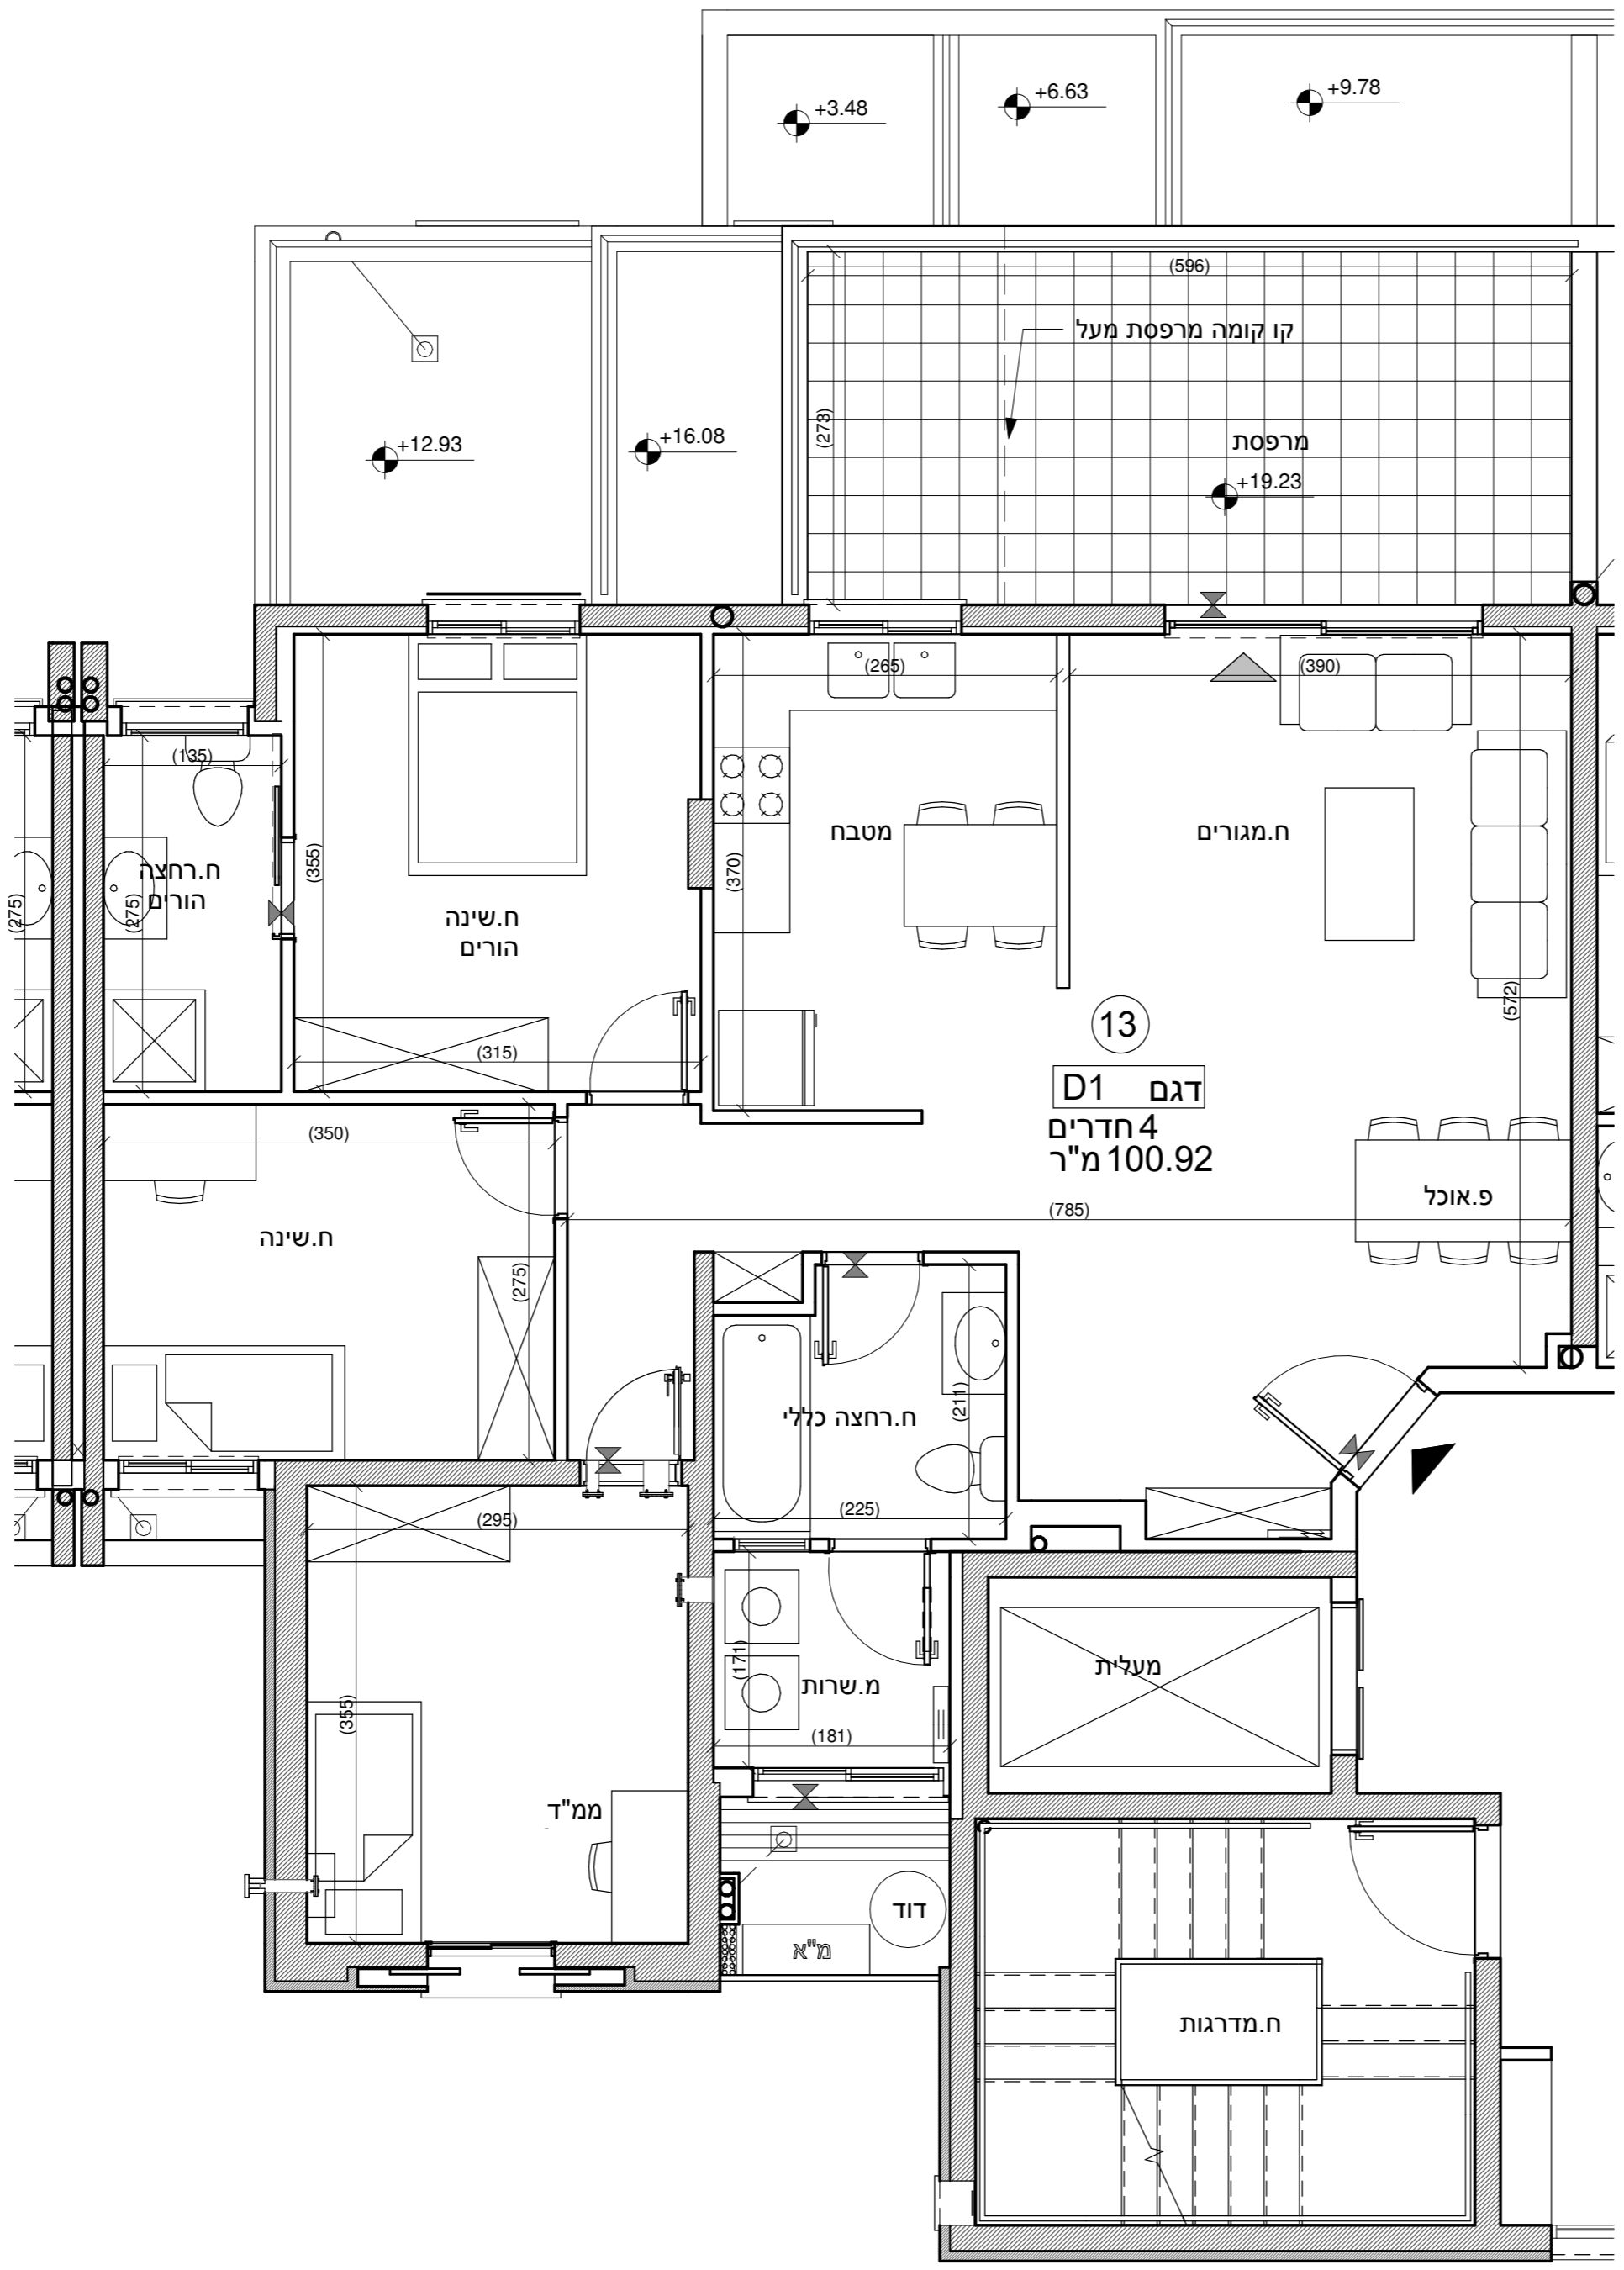 +3.48
+6.63
+9.78
(596)
קו קומה מרפסת מעל
(273)
מרפסת
+12.93
+16.08
+19.23
(135)
(265)
(390)
ח.רחצה
הורים
(275)
(275)
(355)
ח.שינה
הורים
(370)
מטבח
ח.מגורים
(572)
13
דגם D1
4 חדרים
100.92 מ"ר
(315)
(350)
(785)
פ.אוכל
ח.שינה
(275)
ח.רחצה כללי
(211)
(225)
(295)
(171)
מ.שרות
(181)
מעלית
(355)
ממ"ד
דוד
מ"א
ח.מדרגות